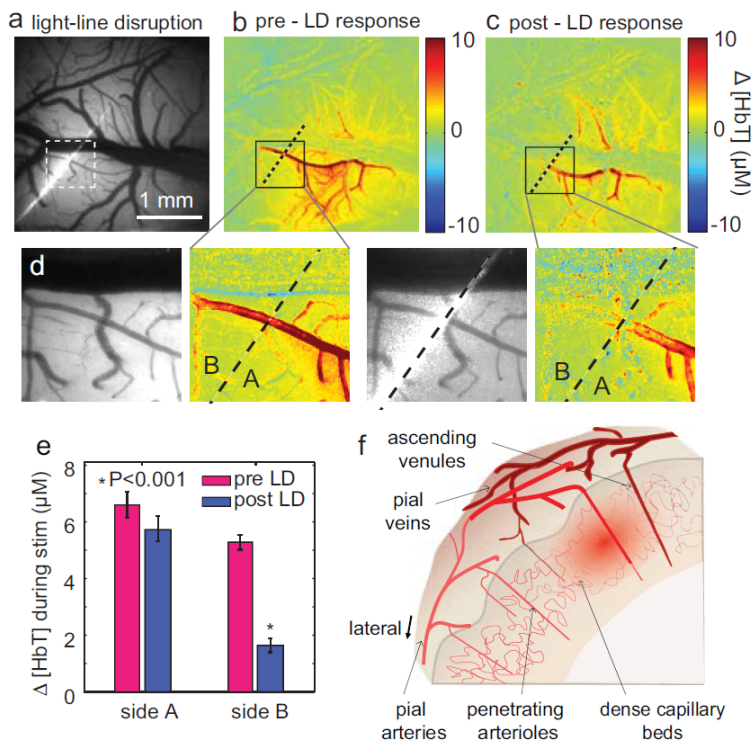 a light-line disruption
b pre - LD response
c post - LD response
10
0
-10
10
0
-10
Δ [HbT] (μM)
1 mm
d
B
A
B
A
e
Δ [HbT] during stim (μM)
8
6
4
2
0
*P<0.001
pre LD
post LD
*
side A
side B
f
ascending
venules
pial
veins
lateral
pial
arteries
penetrating
arterioles
dense capillary
beds